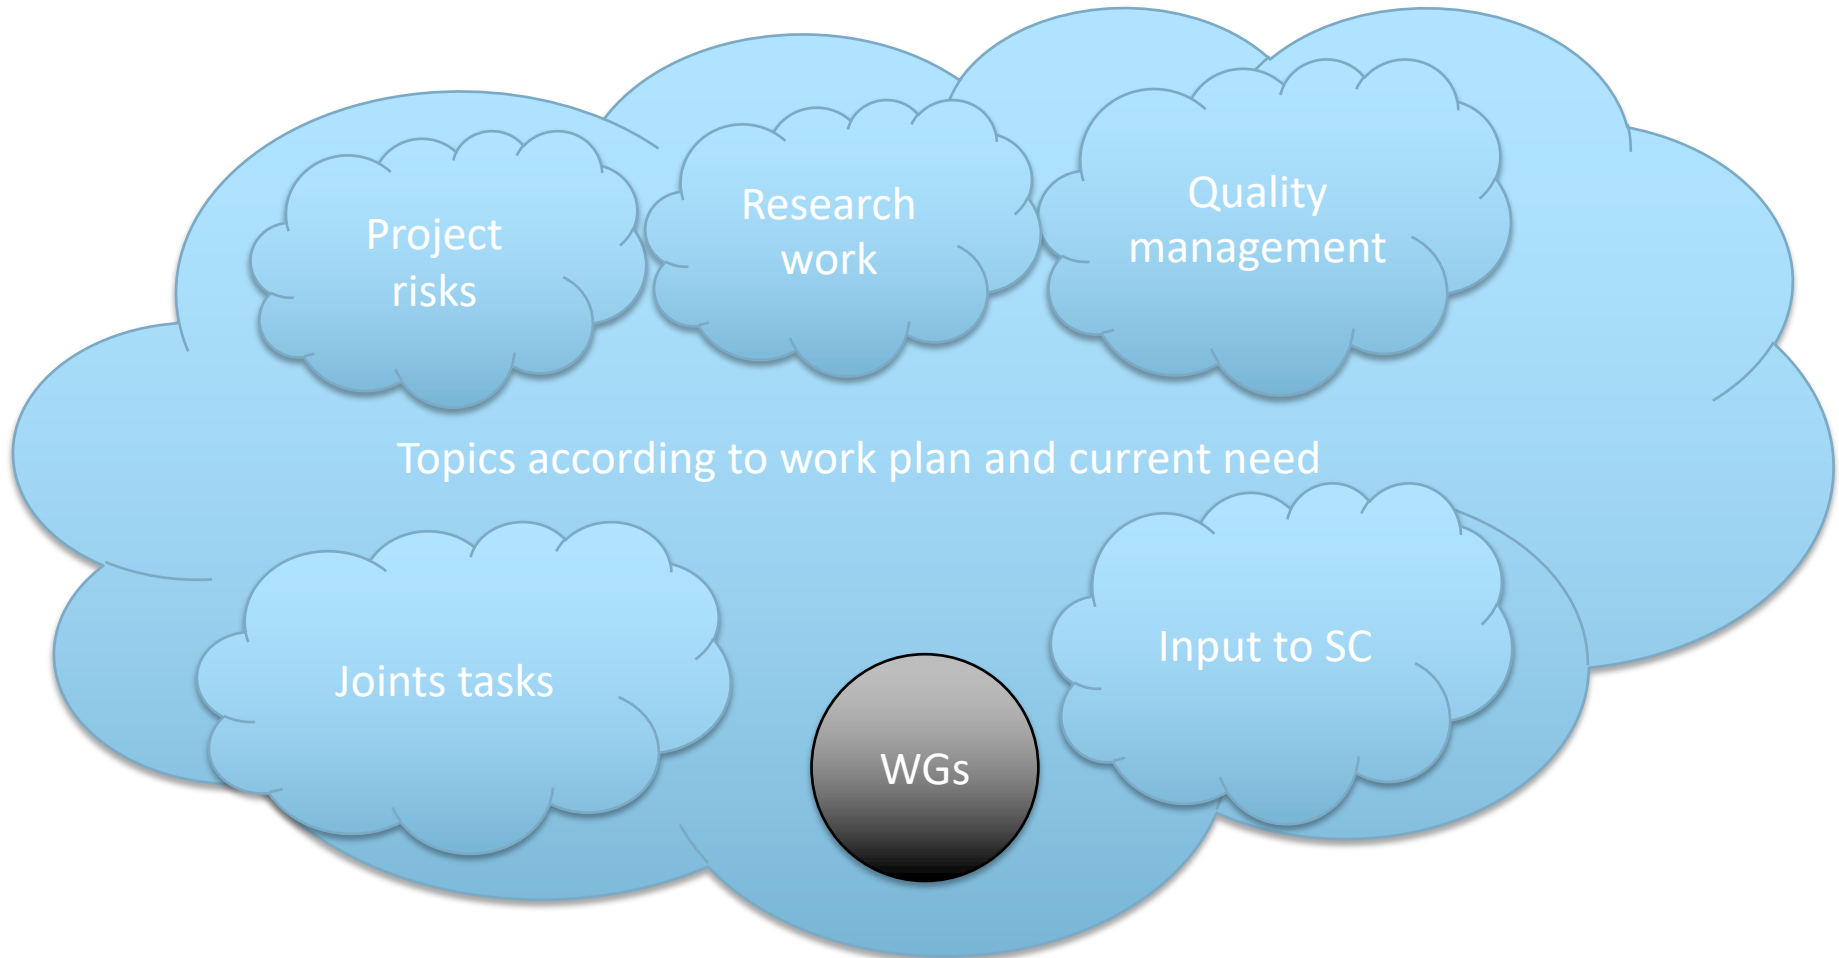 Project
risks
Research
work
Quality
management
Topics according to work plan and current need
Joints tasks
WGs
Input to SC